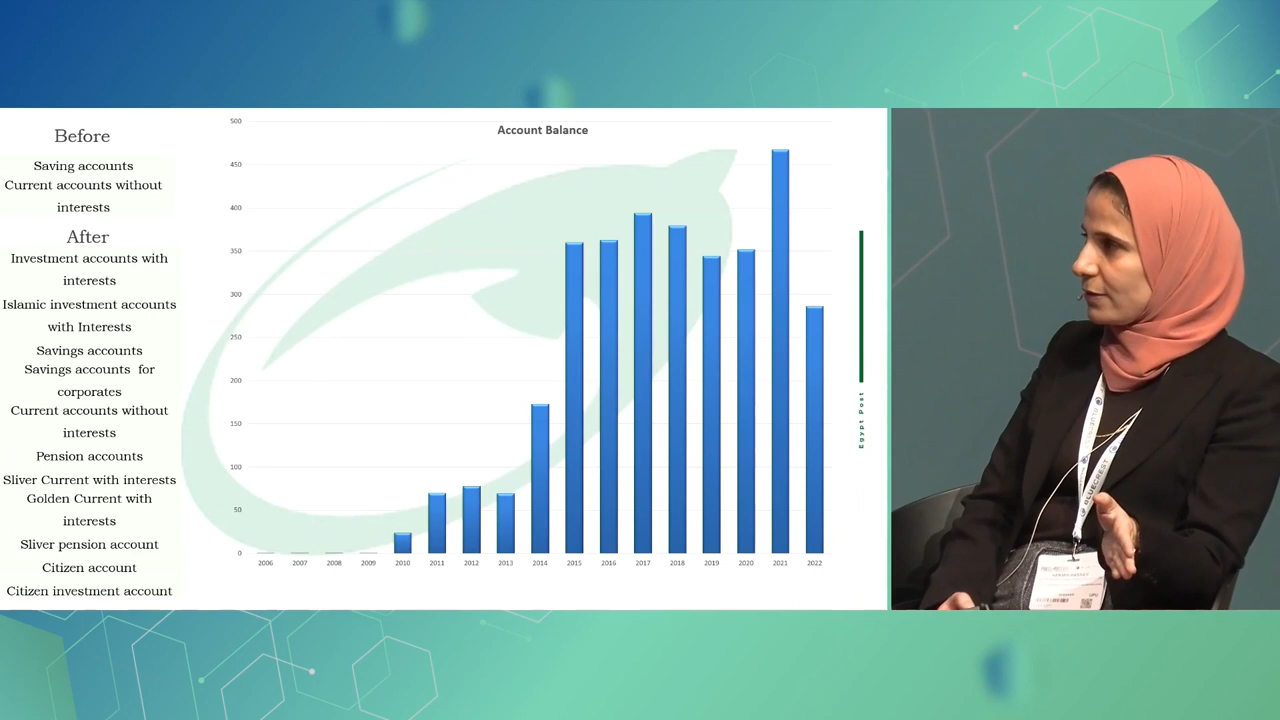 Before
Saving accounts
Current accounts without
interests
After
Investment accounts with
interests
Islamic investment accounts
with Interests
Savings accounts
Savings accounts for
corporates
Current accounts without
interests
Pension accounts
Sliver Current with interests
Golden Current with
interests
Sliver pension account
Citizen account
Citizen investment account
Account Balance
500
450
400
350
300
250
200
150
100
50
0
2006 2007 2008 2009 2010 2011 2012 2013 2014 2015 2016 2017 2018 2019 2020 2021 2022
Egypt Post
BLUECREST
UPU